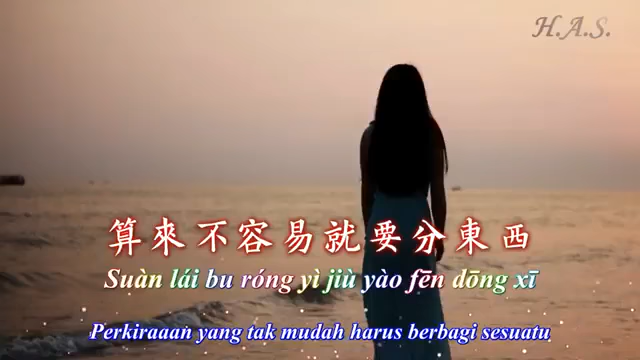 H.A.S.
算來不容易就要分東西
Suàn lái bu róng yì jiù yào fēn dōng xī
Perkiraaan yang tak mudah harus berbagi sesuatu